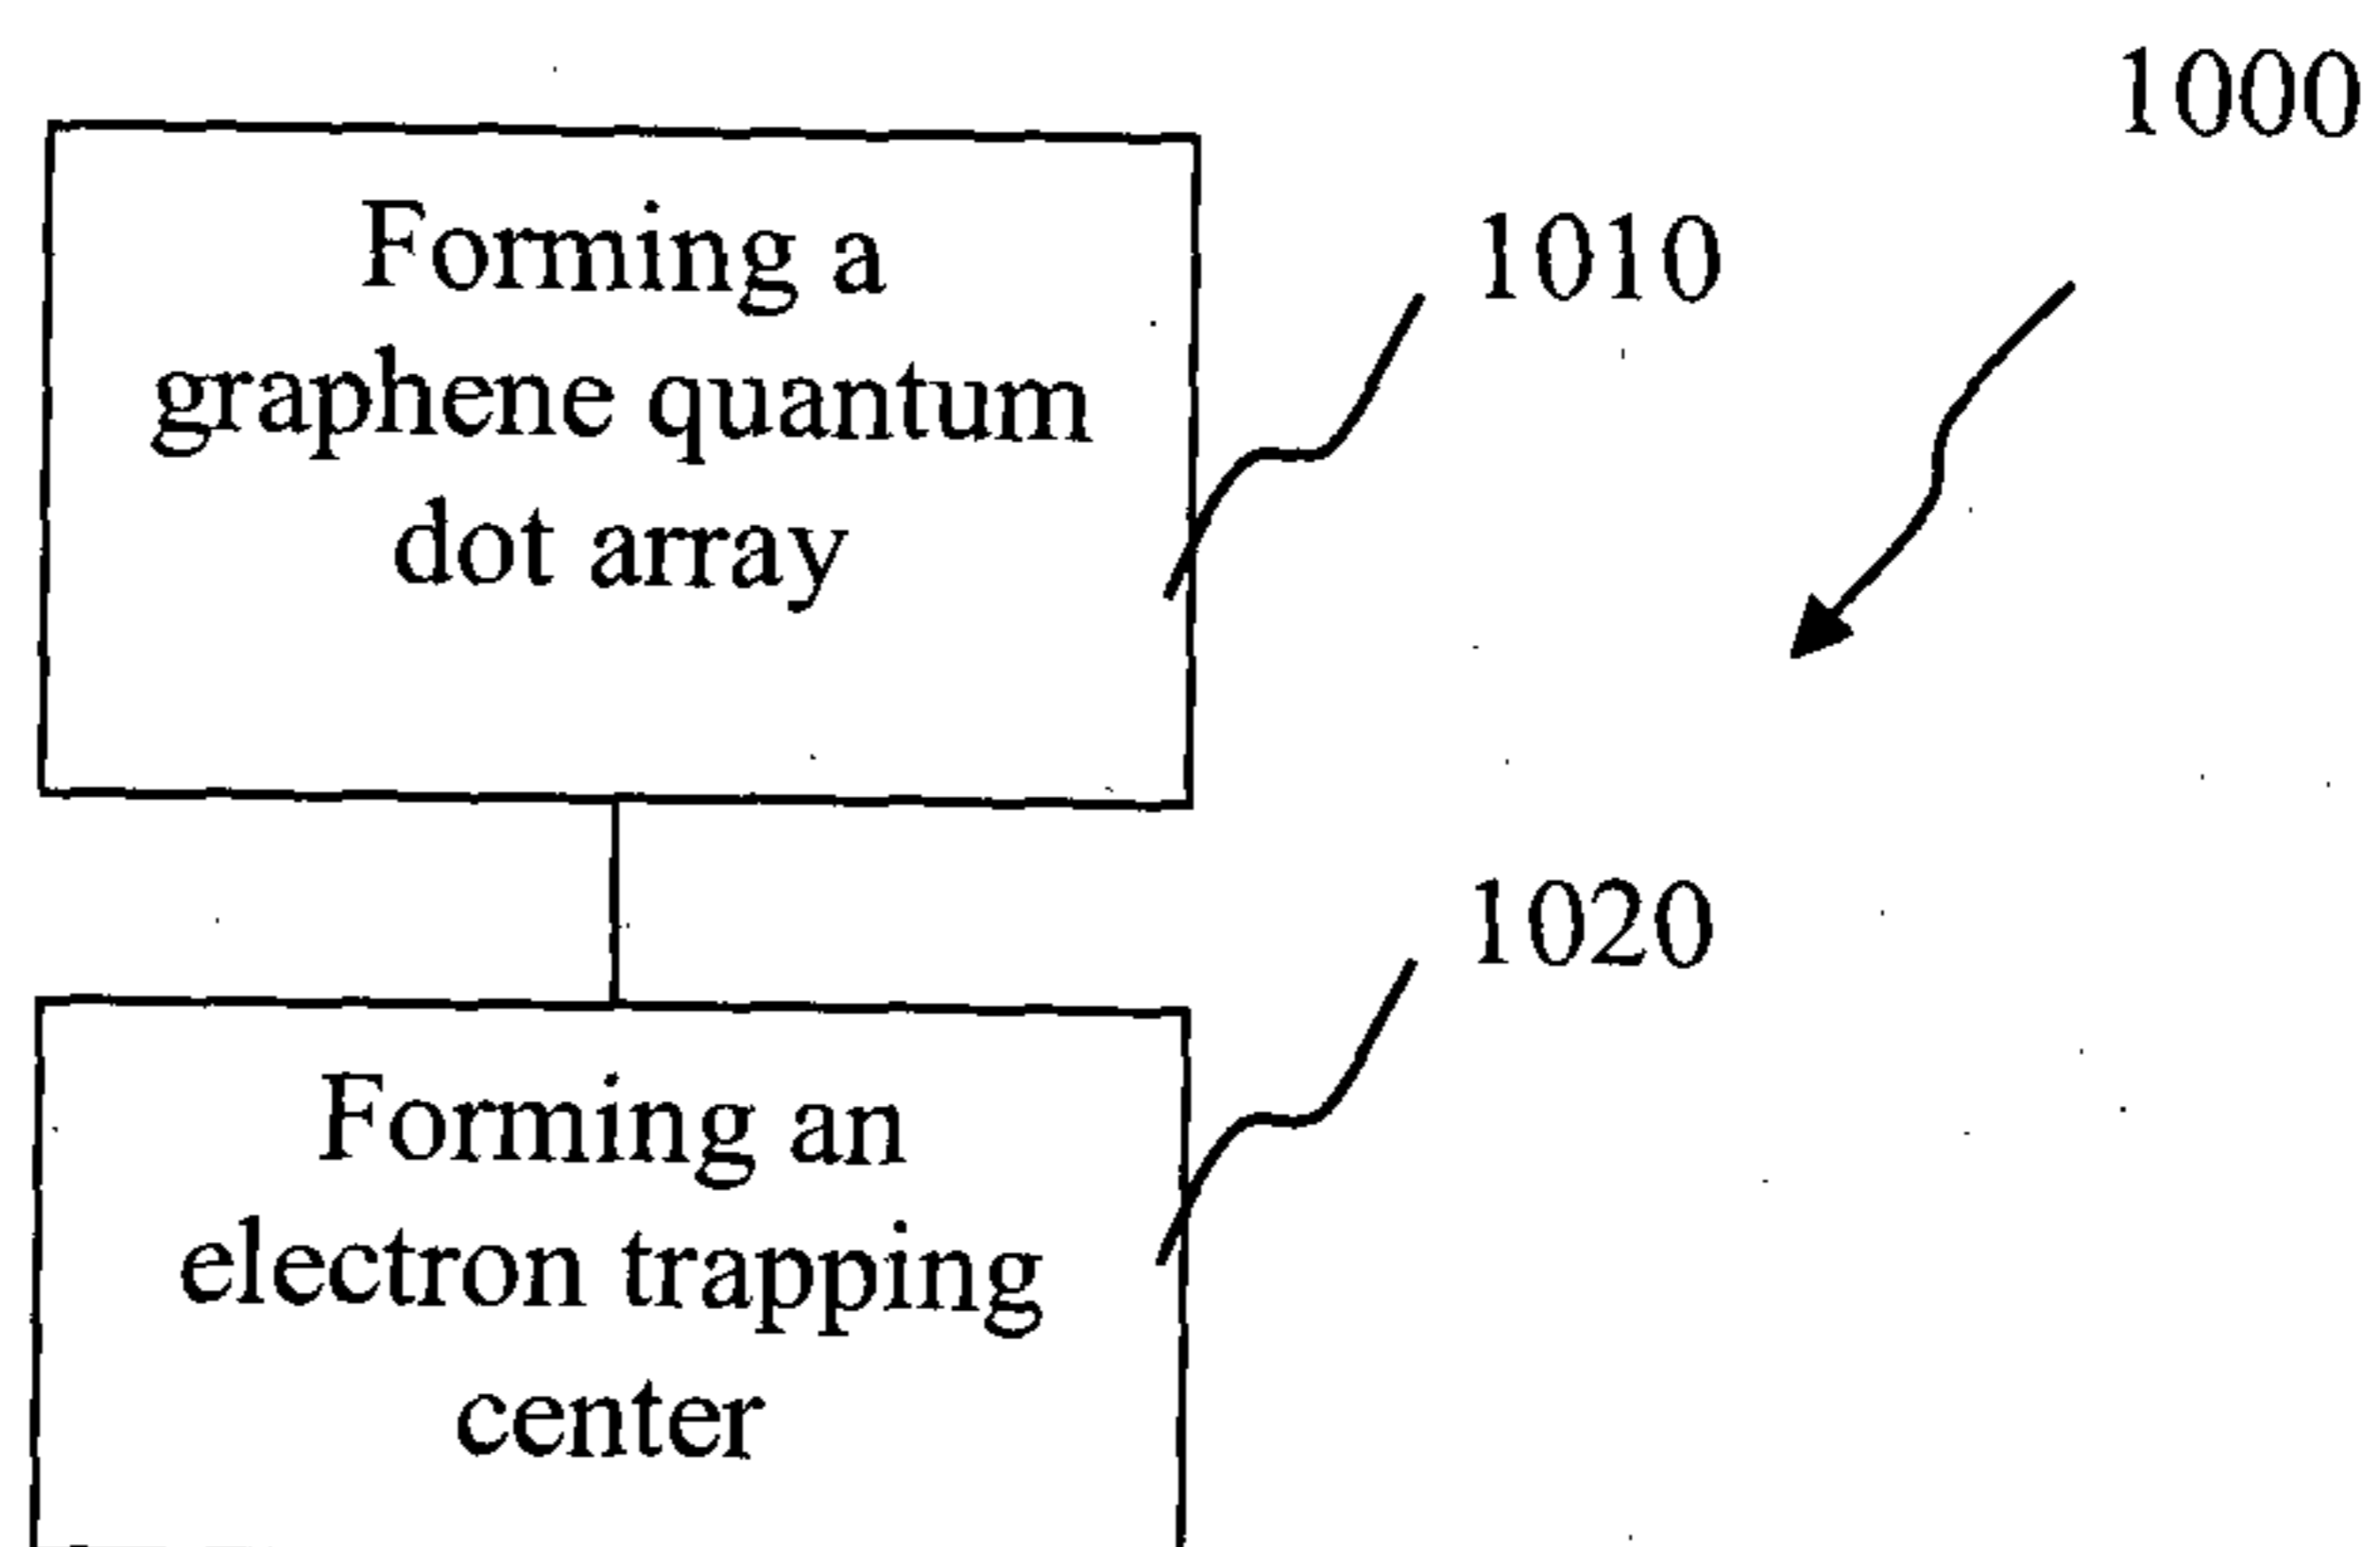 1000
Forming a
graphene quantum
dot array
1010
1020
Forming an
electron trapping
center